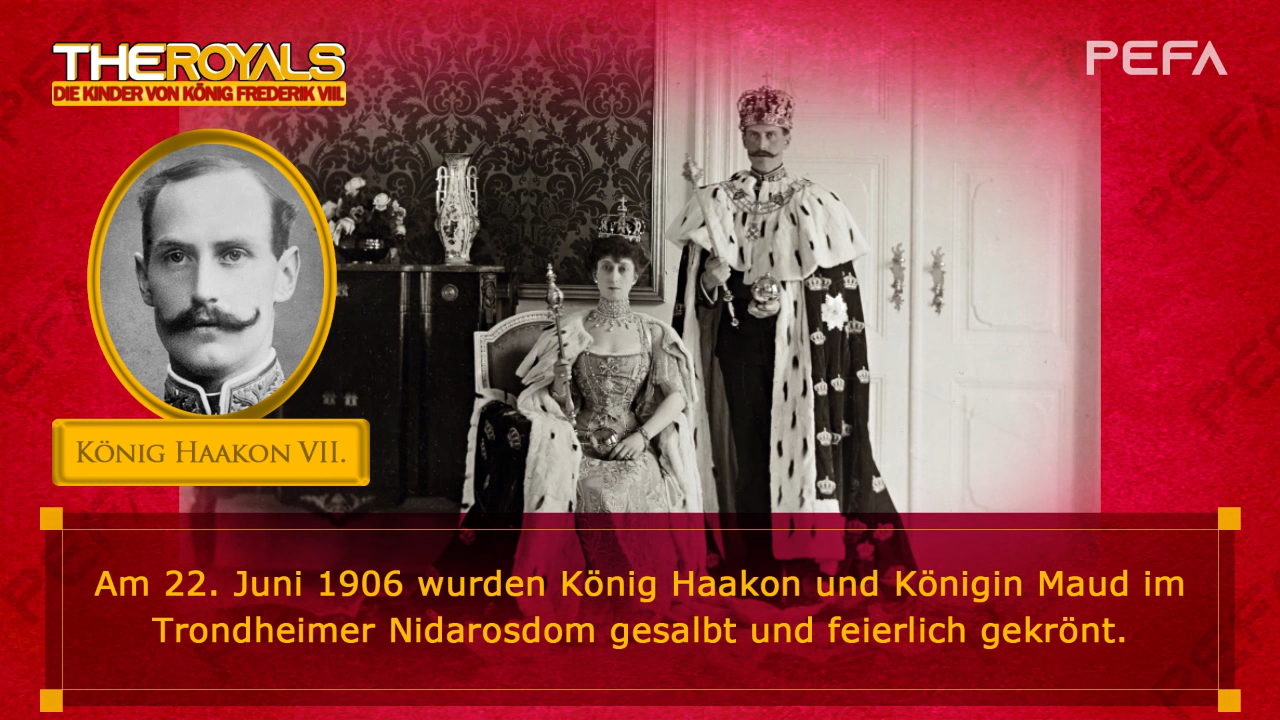 THEROYALS
DIE KINDER VON KÖNIG FREDERIK VIII.
PEFA
KÖNIG HAAKON VII.
Am 22. Juni 1906 wurden König Haakon und Königin Maud im
Trondheimer Nidarosdom gesalbt und feierlich gekrönt.